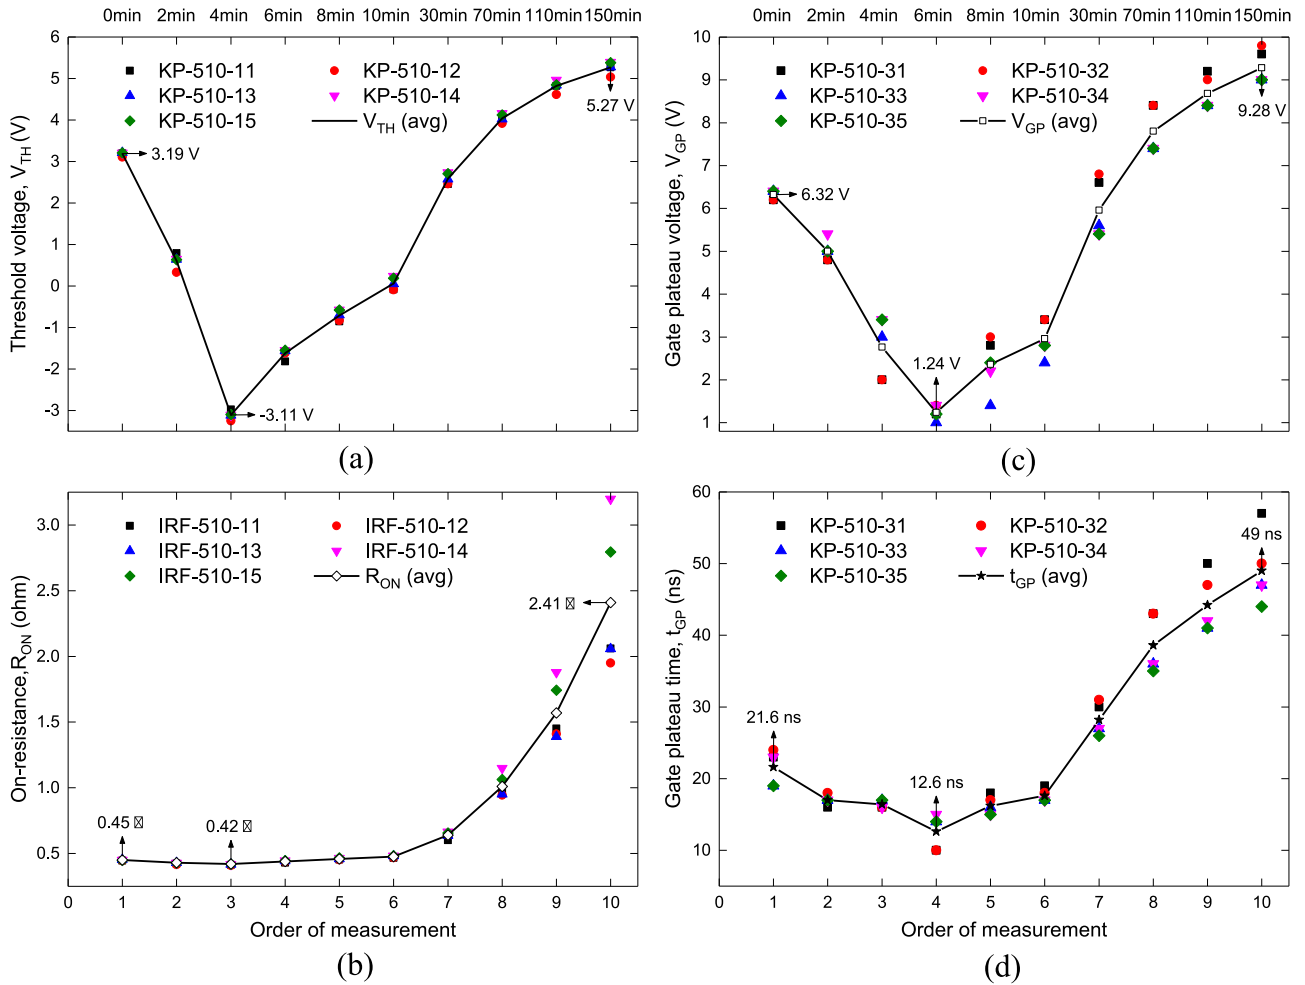 0min 2min 4min 6min 8min 10min 30min 70min 110min 150min
6
5
4
3
2
1
0
-1
-2
-3
Threshold voltage, V_TH (V)
KP-510-11 KP-510-12
KP-510-13 KP-510-14
KP-510-15 V_TH (avg)
3.19 V
-3.11 V
5.27 V
(a)
3.0
2.5
2.0
1.5
1.0
0.5
On-resistance,R_ON (ohm)
IRF-510-11 IRF-510-12
IRF-510-13 IRF-510-14
IRF-510-15 R_ON (avg)
2.41
0.45
0.42
0 1 2 3 4 5 6 7 8 9 10
Order of measurement
(b)
0min 2min 4min 6min 8min 10min 30min 70min 110min 150min
10
9
8
7
6
5
4
3
2
1
Gate plateau voltage, V_GP (V)
KP-510-31 KP-510-32
KP-510-33 KP-510-34
KP-510-35 V_GP (avg)
9.28 V
6.32 V
1.24 V
(c)
60
50
40
30
20
10
Gate plateau time, t_GP (ns)
KP-510-31 KP-510-32
KP-510-33 KP-510-34
KP-510-35 t_GP (avg)
49 ns
21.6 ns
12.6 ns
0 1 2 3 4 5 6 7 8 9 10
Order of measurement
(d)